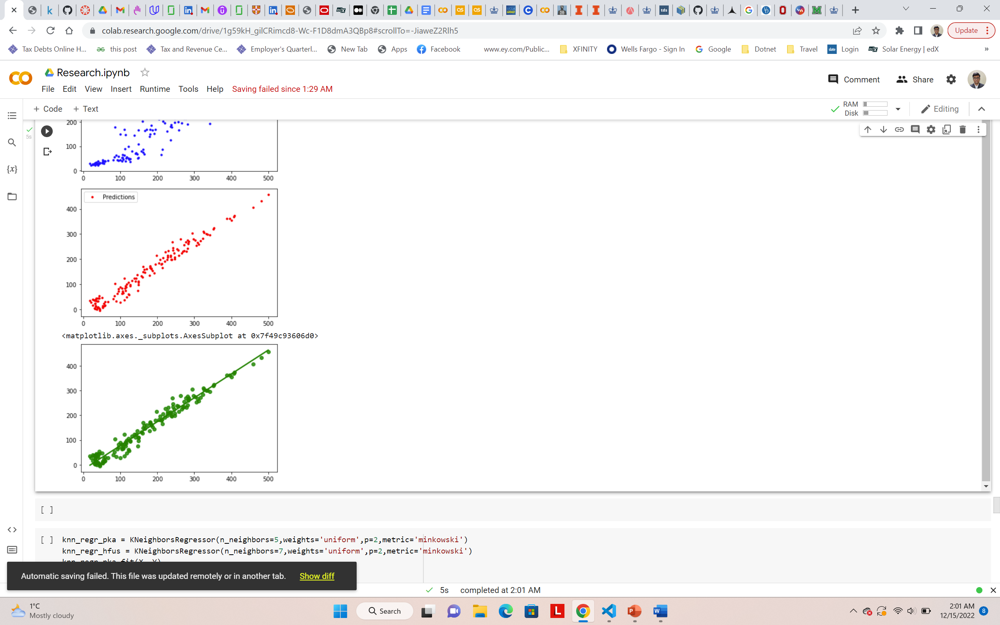 colab.research.google.com/drive/1g59kH_gilCRimcd8-Wc-F1D8dmA3QBp8#scrollTo=-JiaweZ2Rlh5
Update
Tax Debts Online H...
this post
Tax and Revenue Ce...
Employer's Quarterl...
New Tab
Apps
Facebook
www.ey.com/Public...
XFINITY
Wells Fargo - Sign In
Google
Dotnet
Travel
Login
Solar Energy | edX
»
Research.ipynb
Comment
Share
File Edit View Insert Runtime Tools Help Saving failed since 1:29 AM
+ Code + Text
RAM
Disk
Editing
5s
200
100
0
0 100 200 300 400 500
Predictions
400
300
200
100
0
0 100 200 300 400 500
<matplotlib.axes._subplots.AxesSubplot at 0x7f49c93606d0>
400
300
200
100
0
0 100 200 300 400 500
[ ]
[ ] knn_regr_pka = KNeighborsRegressor(n_neighbors=5,weights='uniform',p=2,metric='minkowski')
knn_regr_hfus = KNeighborsRegressor(n_neighbors=7,weights='uniform',p=2,metric='minkowski')
Automatic saving failed. This file was updated remotely or in another tab. Show diff
5s completed at 2:01 AM
1°C
Mostly cloudy
Search
2:01 AM
12/15/2022
8